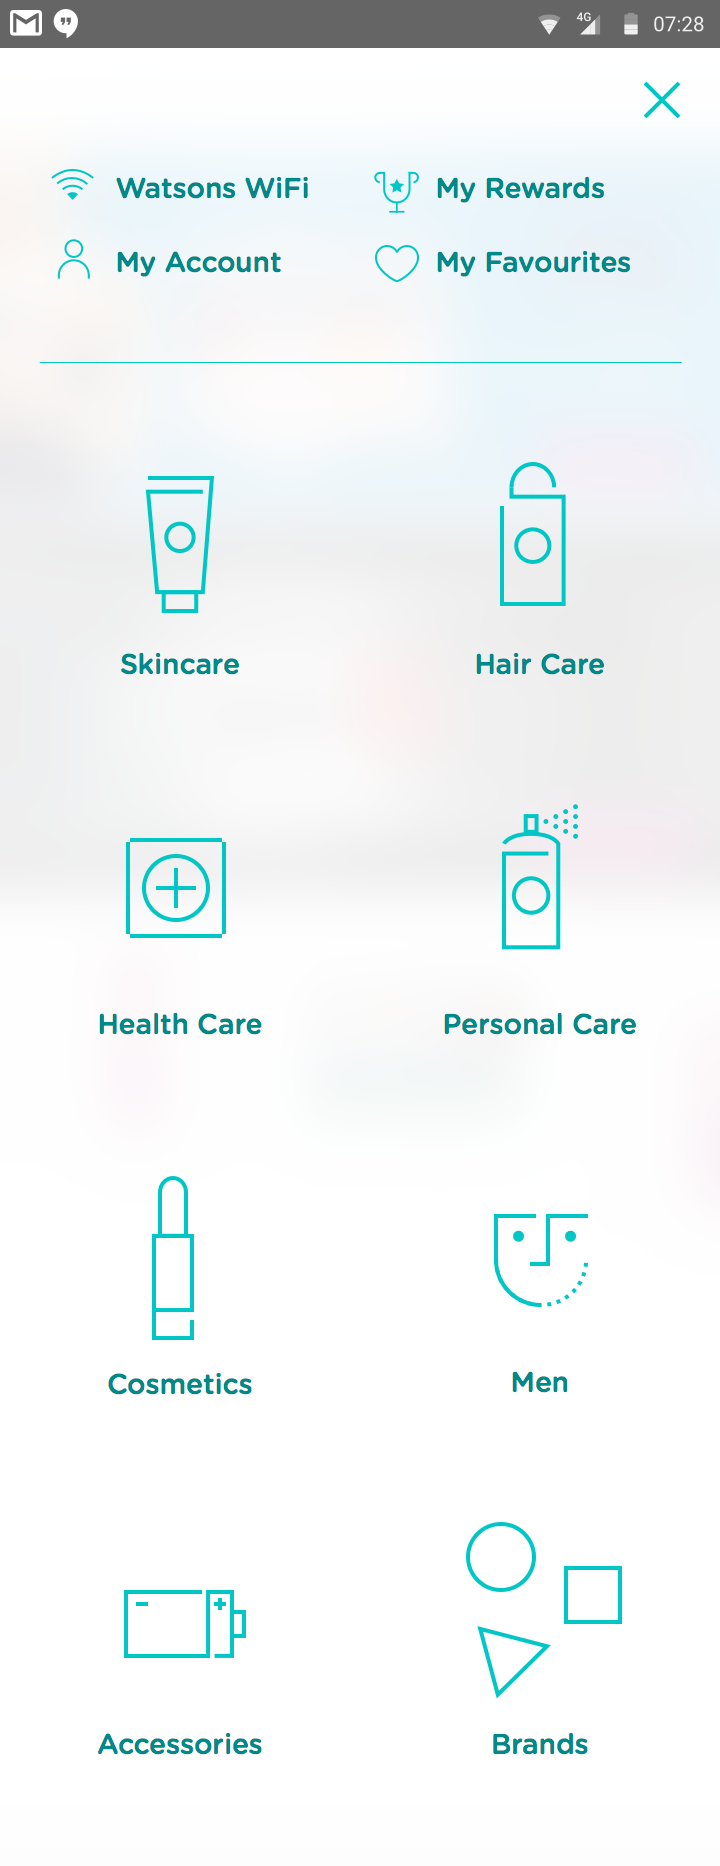 4G 07:28
Watsons WiFi
My Rewards
My Account
My Favourites
Skincare
Hair Care
Health Care
Personal Care
Cosmetics
Men
Accessories
Brands